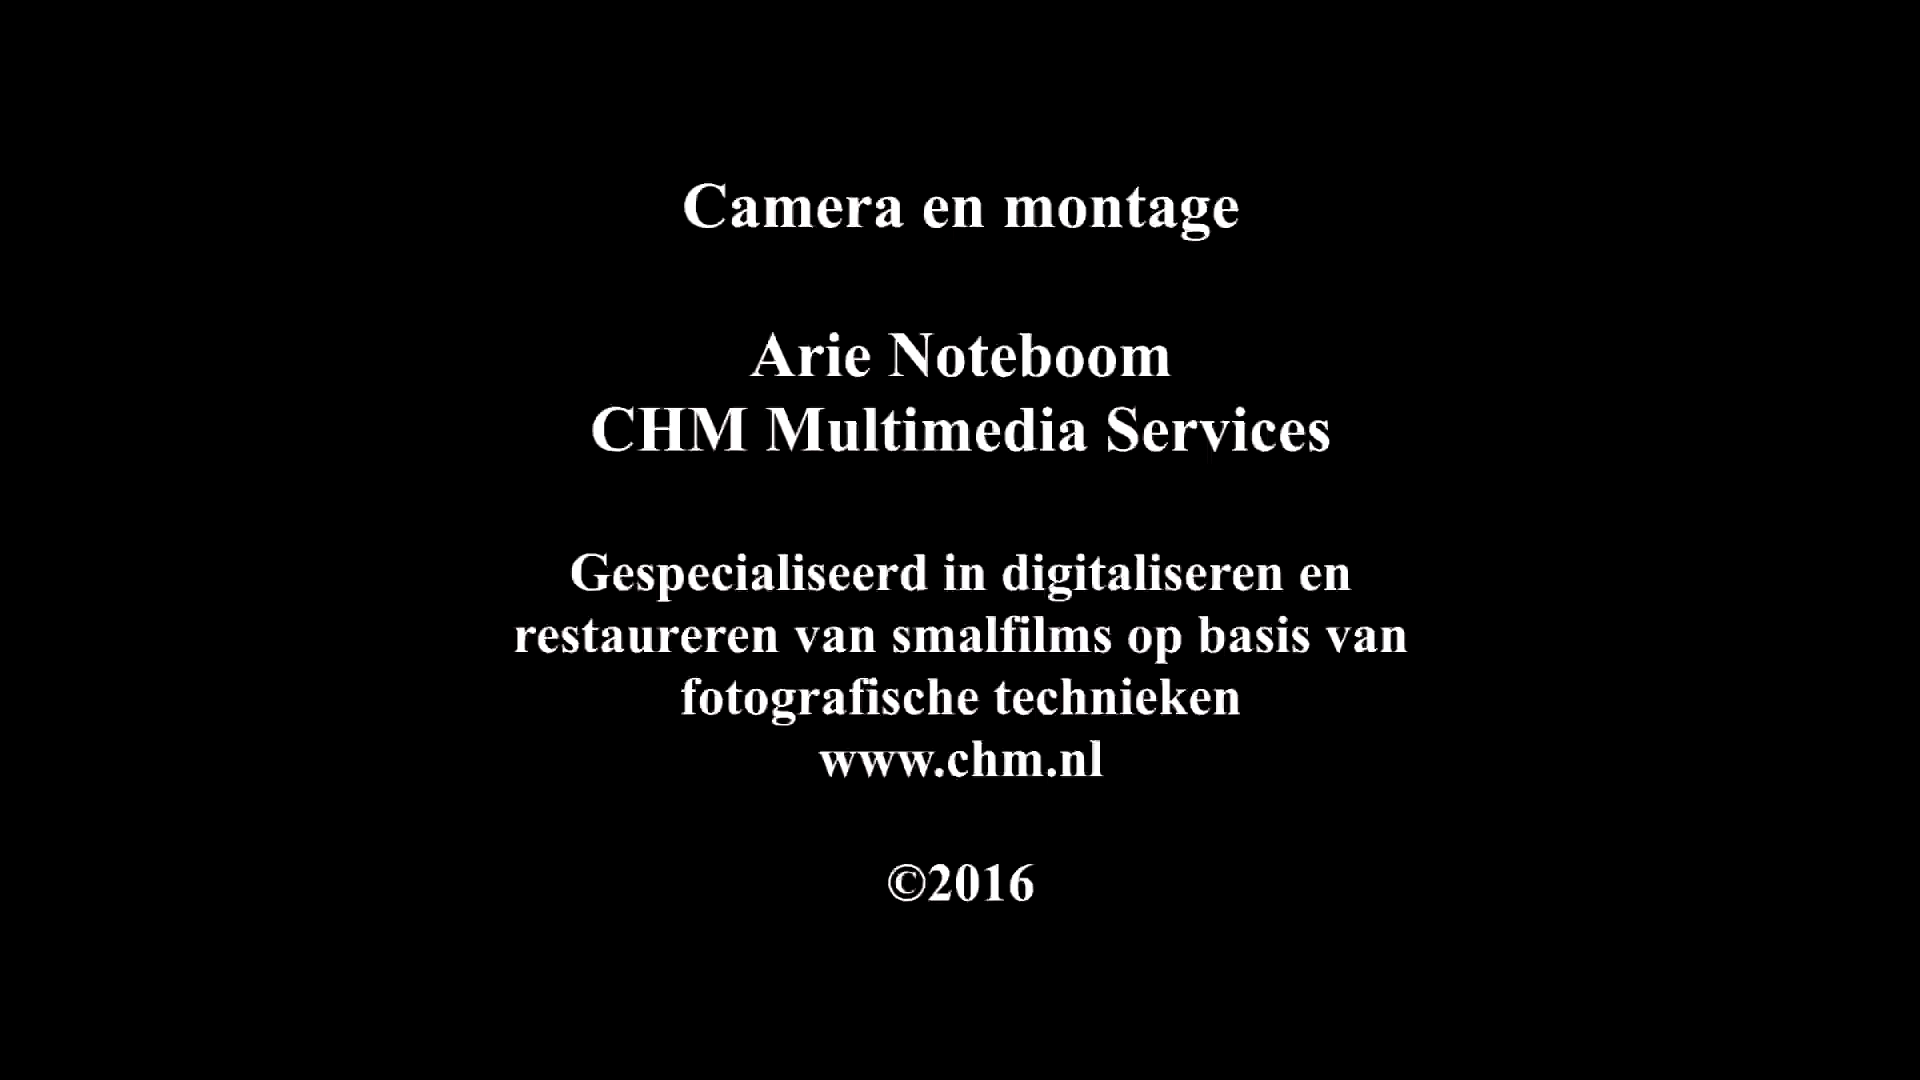 Camera en montage
Arie Noteboom
CHM Multimedia Services
Gespecialiseerd in digitaliseren en
restaureren van smalfilms op basis van
fotografische technieken
www.chm.nl
©2016